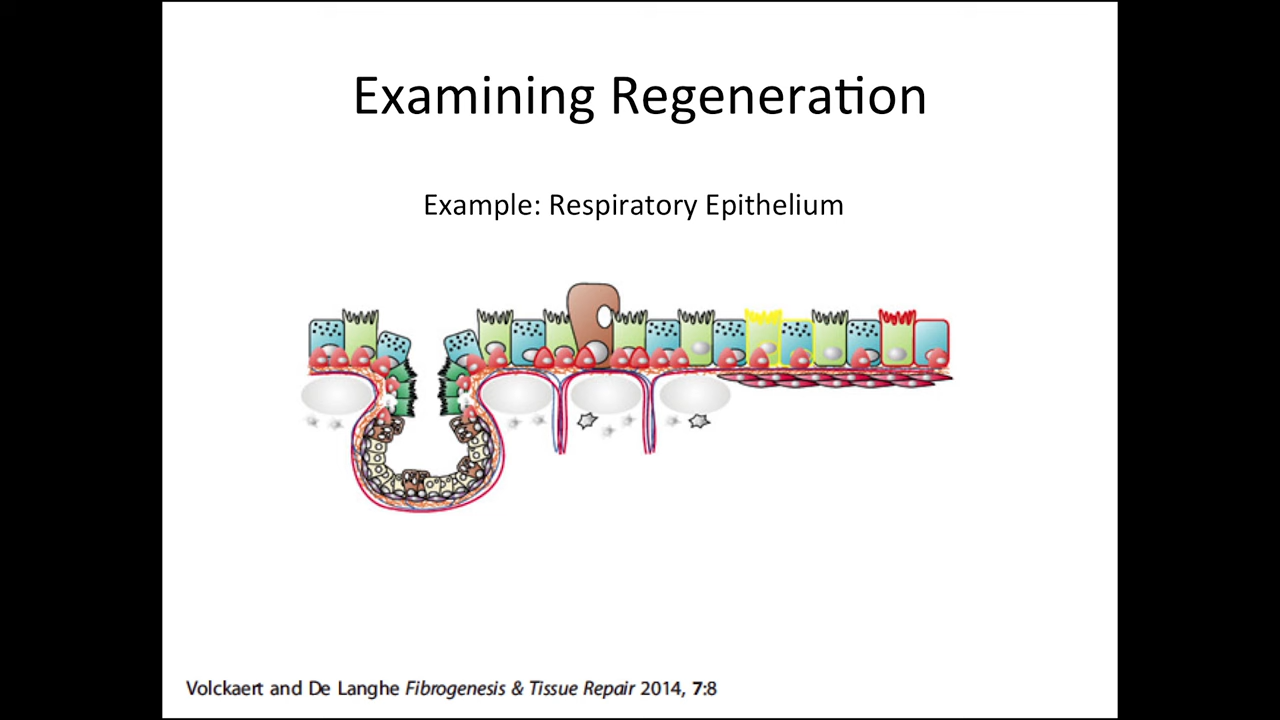 Examining Regeneration
Example: Respiratory Epithelium
Volckaert and De Langhe Fibrogenesis & Tissue Repair 2014, 7:8